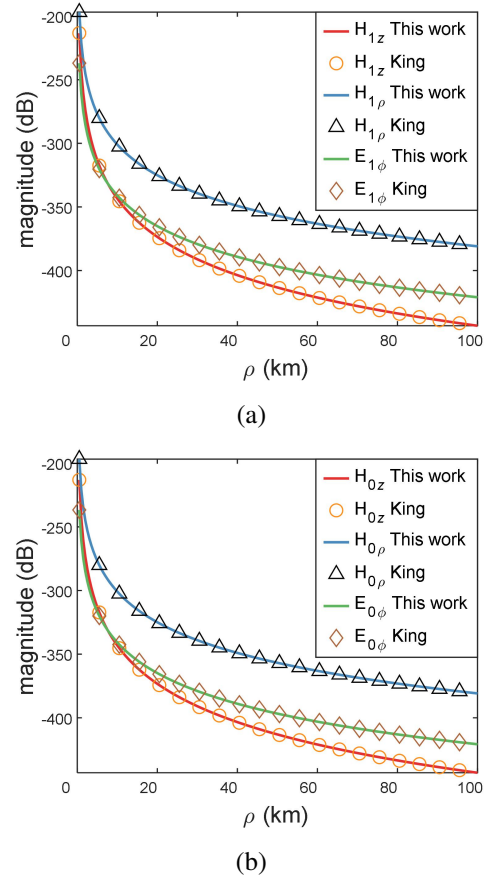 -200
-250
-300
-350
-400
magnitude (dB)
H1z This work
H1z King
H1ρ This work
H1ρ King
E1ϕ This work
E1ϕ King
0 20 40 60 80 100
ρ (km)
(a)
-200
-250
-300
-350
-400
magnitude (dB)
H0z This work
H0z King
H0ρ This work
H0ρ King
E0ϕ This work
E0ϕ King
0 20 40 60 80 100
ρ (km)
(b)